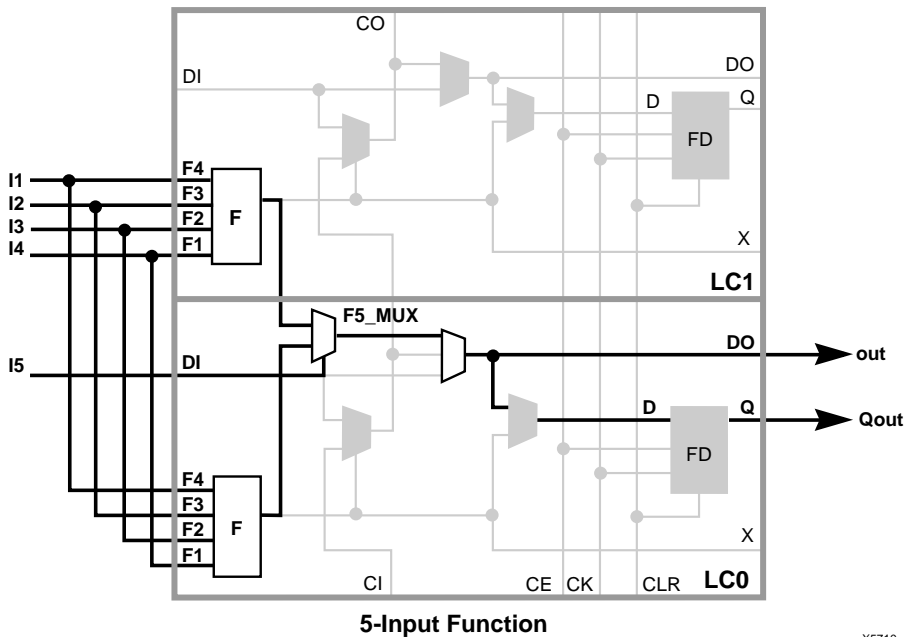 CO
DI
DO
Q
D
FD
I1
F4
I2
F3
F
I3
F2
I4
F1
X
LC1
F5_MUX
DO
out
I5
DI
D
Q
Qout
FD
F4
F3
F
F2
F1
X
CI
CE
CK
CLR
LC0
5-Input Function